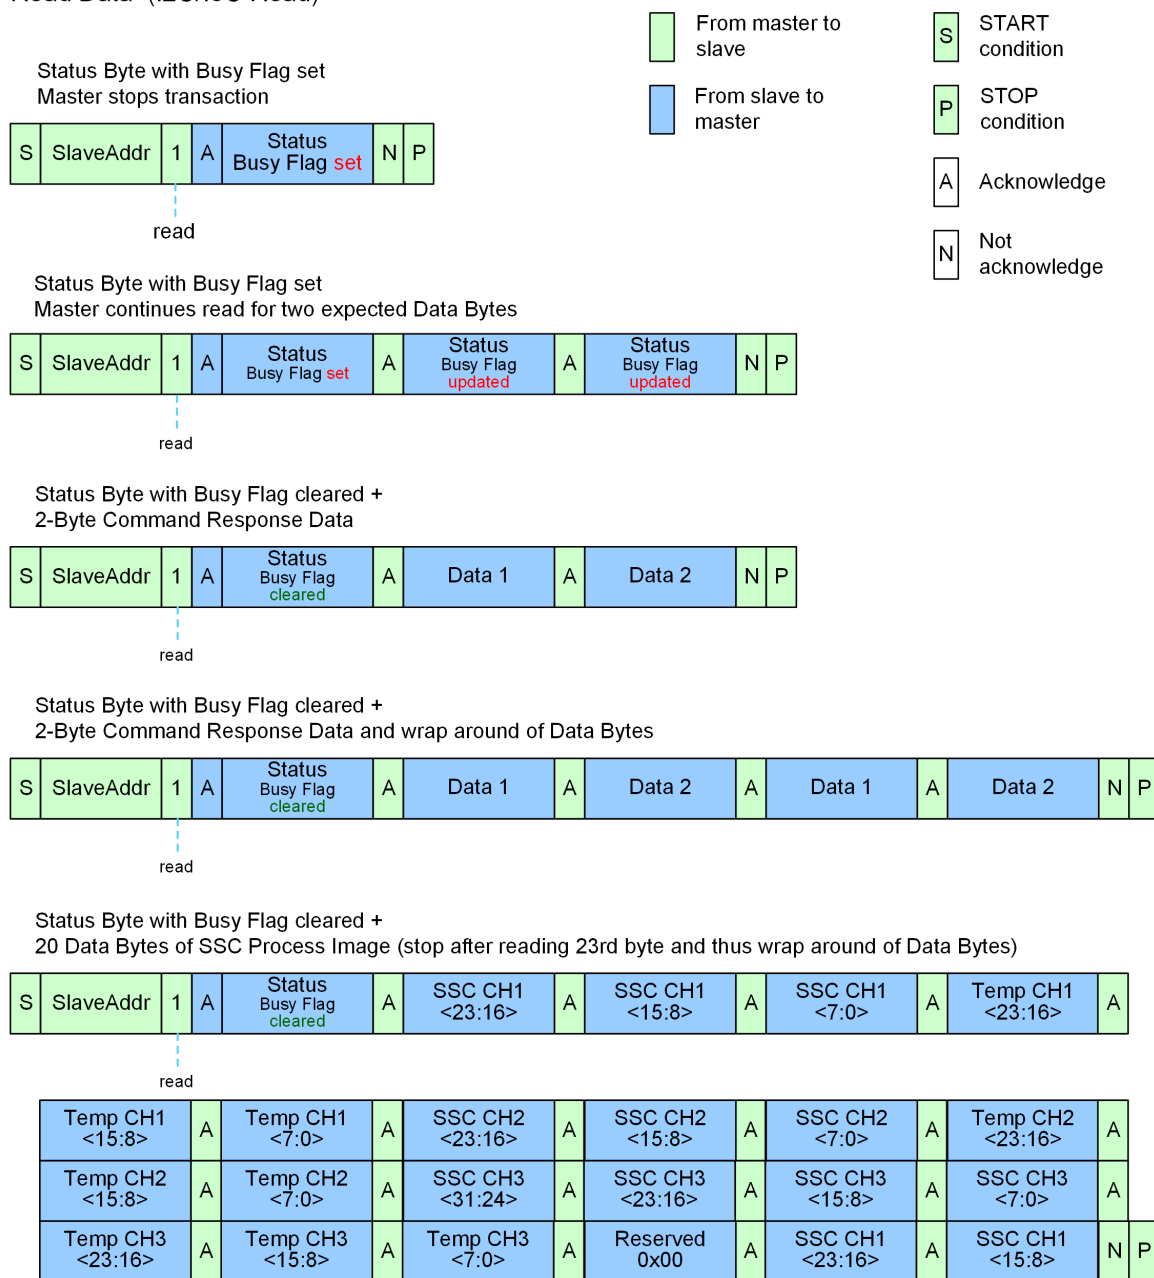 Read Data (I2C/I3C Read)
From master to
slave
S
START
condition
From slave to
master
P
STOP
condition
A
Acknowledge
N
Not
acknowledge
Status Byte with Busy Flag set
Master stops transaction
S SlaveAddr 1 A Status N P
Busy Flag set
read
Status Byte with Busy Flag set
Master continues read for two expected Data Bytes
S SlaveAddr 1 A Status A Status A Status N P
Busy Flag set Busy Flag Busy Flag
updated updated
read
Status Byte with Busy Flag cleared +
2-Byte Command Response Data
S SlaveAddr 1 A Status A Data 1 A Data 2 N P
Busy Flag
cleared
read
Status Byte with Busy Flag cleared +
2-Byte Command Response Data and wrap around of Data Bytes
S SlaveAddr 1 A Status A Data 1 A Data 2 A Data 1 A Data 2 N P
Busy Flag
cleared
read
Status Byte with Busy Flag cleared +
20 Data Bytes of SSC Process Image (stop after reading 23rd byte and thus wrap around of Data Bytes)
S SlaveAddr 1 A Status A SSC CH1 A SSC CH1 A SSC CH1 A Temp CH1 A
Busy Flag <23:16> <15:8> <7:0> <23:16>
cleared
read
Temp CH1 A Temp CH1 A SSC CH2 A SSC CH2 A SSC CH2 A Temp CH2 A
<15:8> <7:0> <23:16> <15:8> <7:0> <23:16>
Temp CH2 A Temp CH2 A SSC CH3 A SSC CH3 A SSC CH3 A SSC CH3 A
<15:8> <7:0> <31:24> <23:16> <15:8> <7:0>
Temp CH3 A Temp CH3 A Temp CH3 A Reserved A SSC CH1 A SSC CH1 N P
<23:16> <15:8> <7:0> 0x00 <23:16> <15:8>